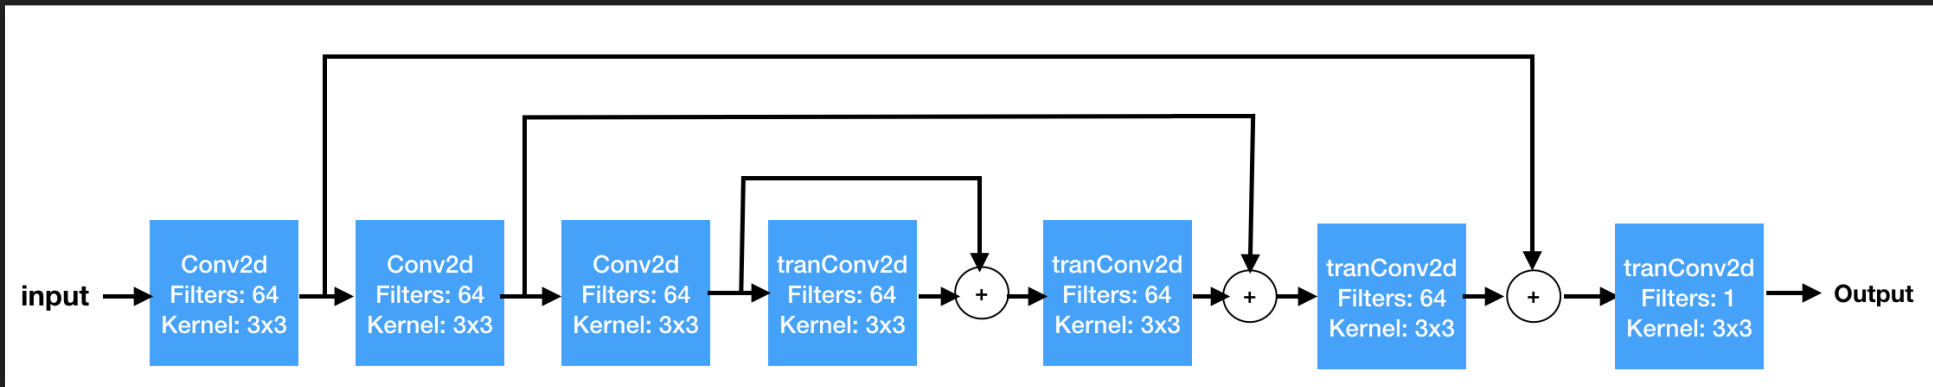 input
Conv2d
Filters: 64
Kernel: 3x3
Conv2d
Filters: 64
Kernel: 3x3
Conv2d
Filters: 64
Kernel: 3x3
tranConv2d
Filters: 64
Kernel: 3x3
+
tranConv2d
Filters: 64
Kernel: 3x3
+
tranConv2d
Filters: 64
Kernel: 3x3
+
tranConv2d
Filters: 1
Kernel: 3x3
Output